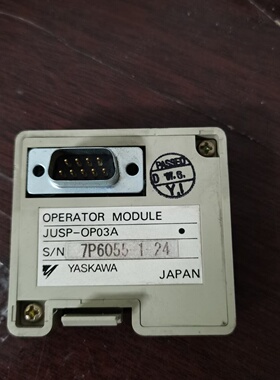 PASSED
D W.S.
Y.I
OPERATOR MODULE
JUSP-OP03A
S/N 7P6055-1-24
YASKAWA
JAPAN